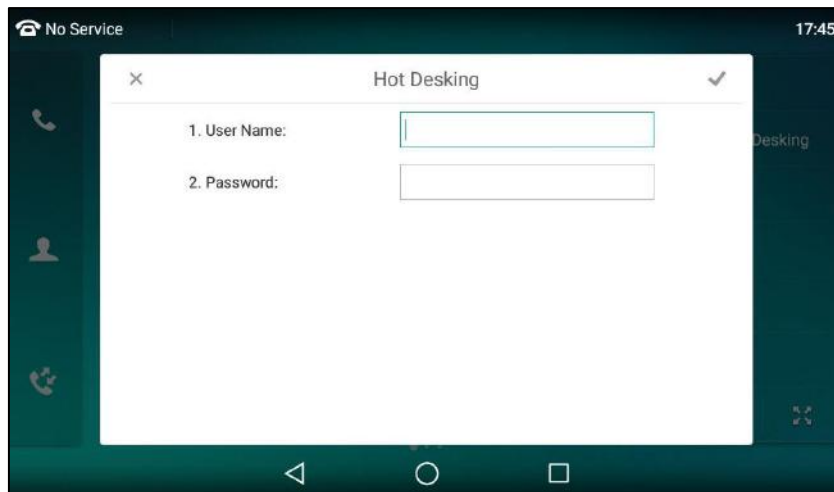 No Service
17:45
Hot Desking
1. User Name:
Desking
2. Password: